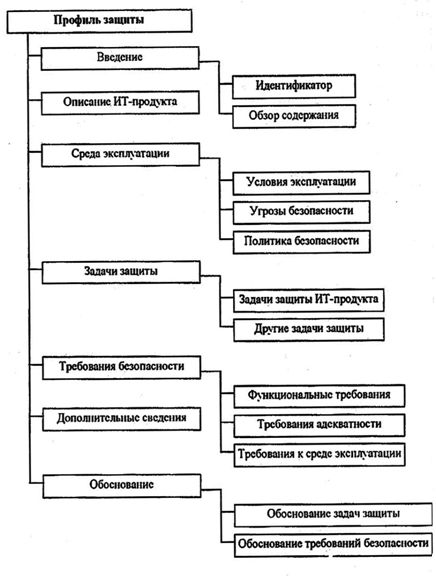 Профиль защиты
Введение
Идентификатор
Описание ИТ-продукта
Обзор содержания
Среда эксплуатации
Условия эксплуатации
Угрозы безопасности
Политика безопасности
Задачи защиты
Задачи защиты ИТ-продукта
Другие задачи защиты
Требования безопасности
Функциональные требования
Дополнительные сведения
Требования адекватности
Требования к среде эксплуатации
Обоснование
Обоснование задач защиты
Обоснование требований безопасности